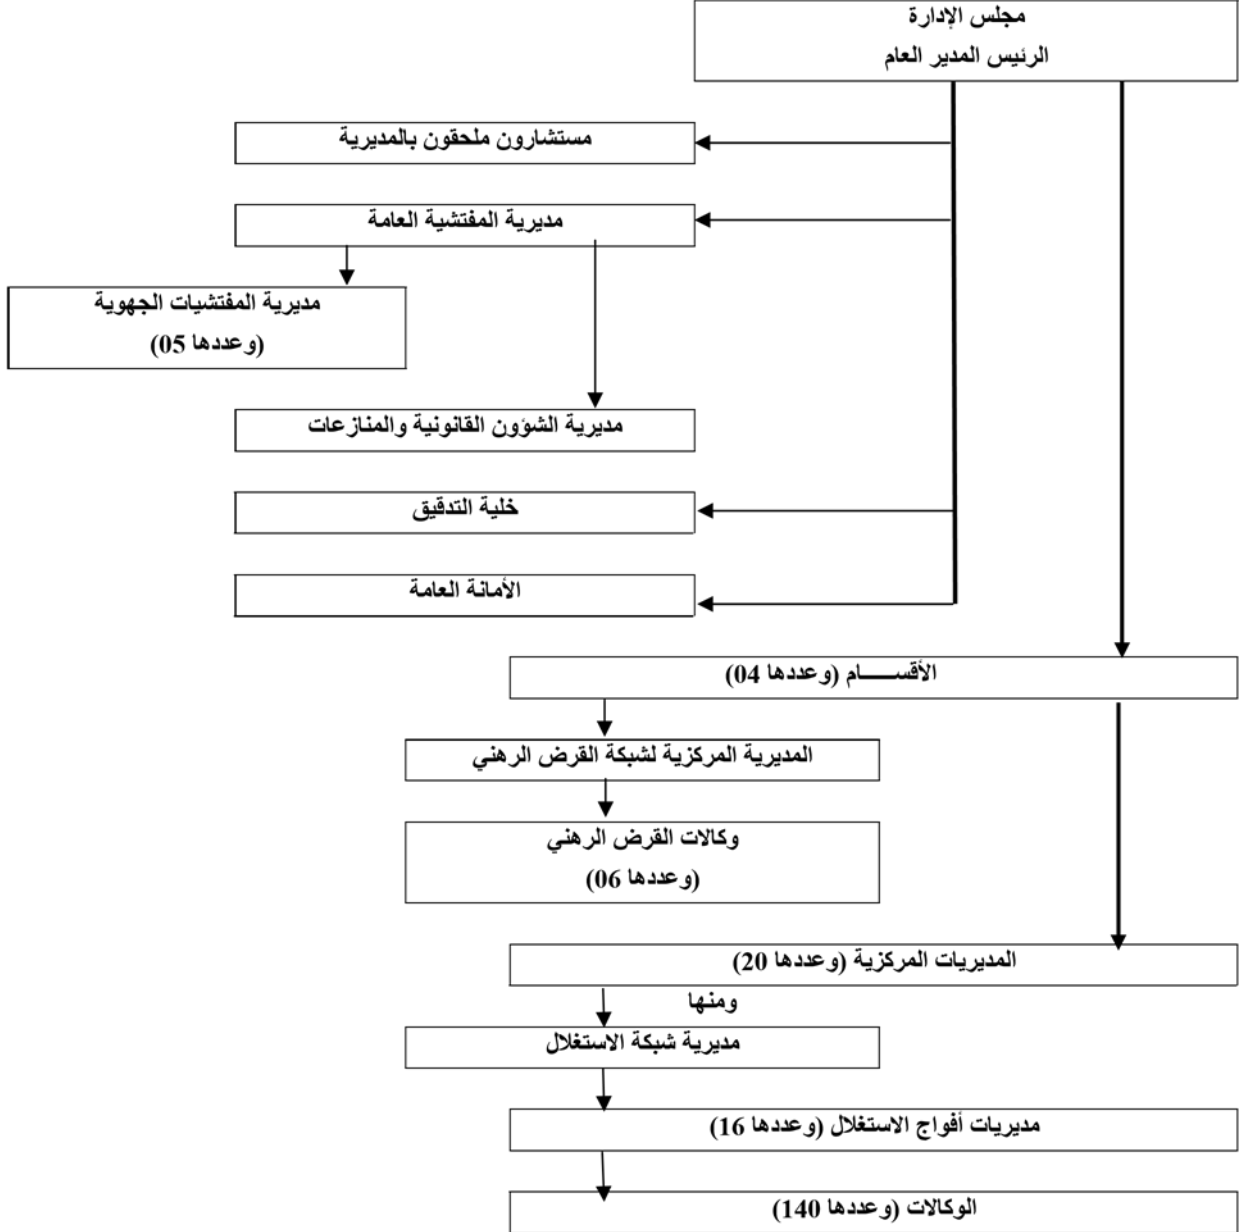 مجلس الإدارة
الرئيس المدير العام
مستشارون ملحقون بالمديرية
مديرية المفتشية العامة
مديرية المفتشيات الجهوية
(وعددها 05)
مديرية الشؤون القانونية والمنازعات
خلية التدقيق
الأمانة العامة
الأقســـــام (وعددها 04)
المديرية المركزية لشبكة القرض الرهني
وكالات القرض الرهني
(وعددها 06)
المديريات المركزية (وعددها 20)
ومنها
مديرية شبكة الاستغلال
مديريات أفواج الاستغلال (وعددها 16)
الوكالات (وعددها 140)